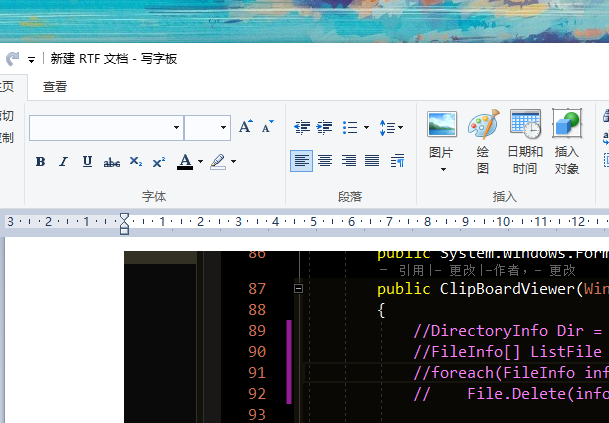 新建 RTF 文档 - 写字板
主页 查看
剪切
复制
B I U abc X₂ X² A
字体
段落
图片
绘图
日期和时间
插入对象
插入
3 2 1 1 2 3 4 5 6 7 8 9 10 11 12
86 public System.Windows.Form
- 引用|- 更改|-作者，- 更改
87 public ClipBoardViewer(Win
88 {
89 //DirectoryInfo Dir =
90 //FileInfo[] ListFile
91 //foreach(FileInfo inf
92 // File.Delete(info
93